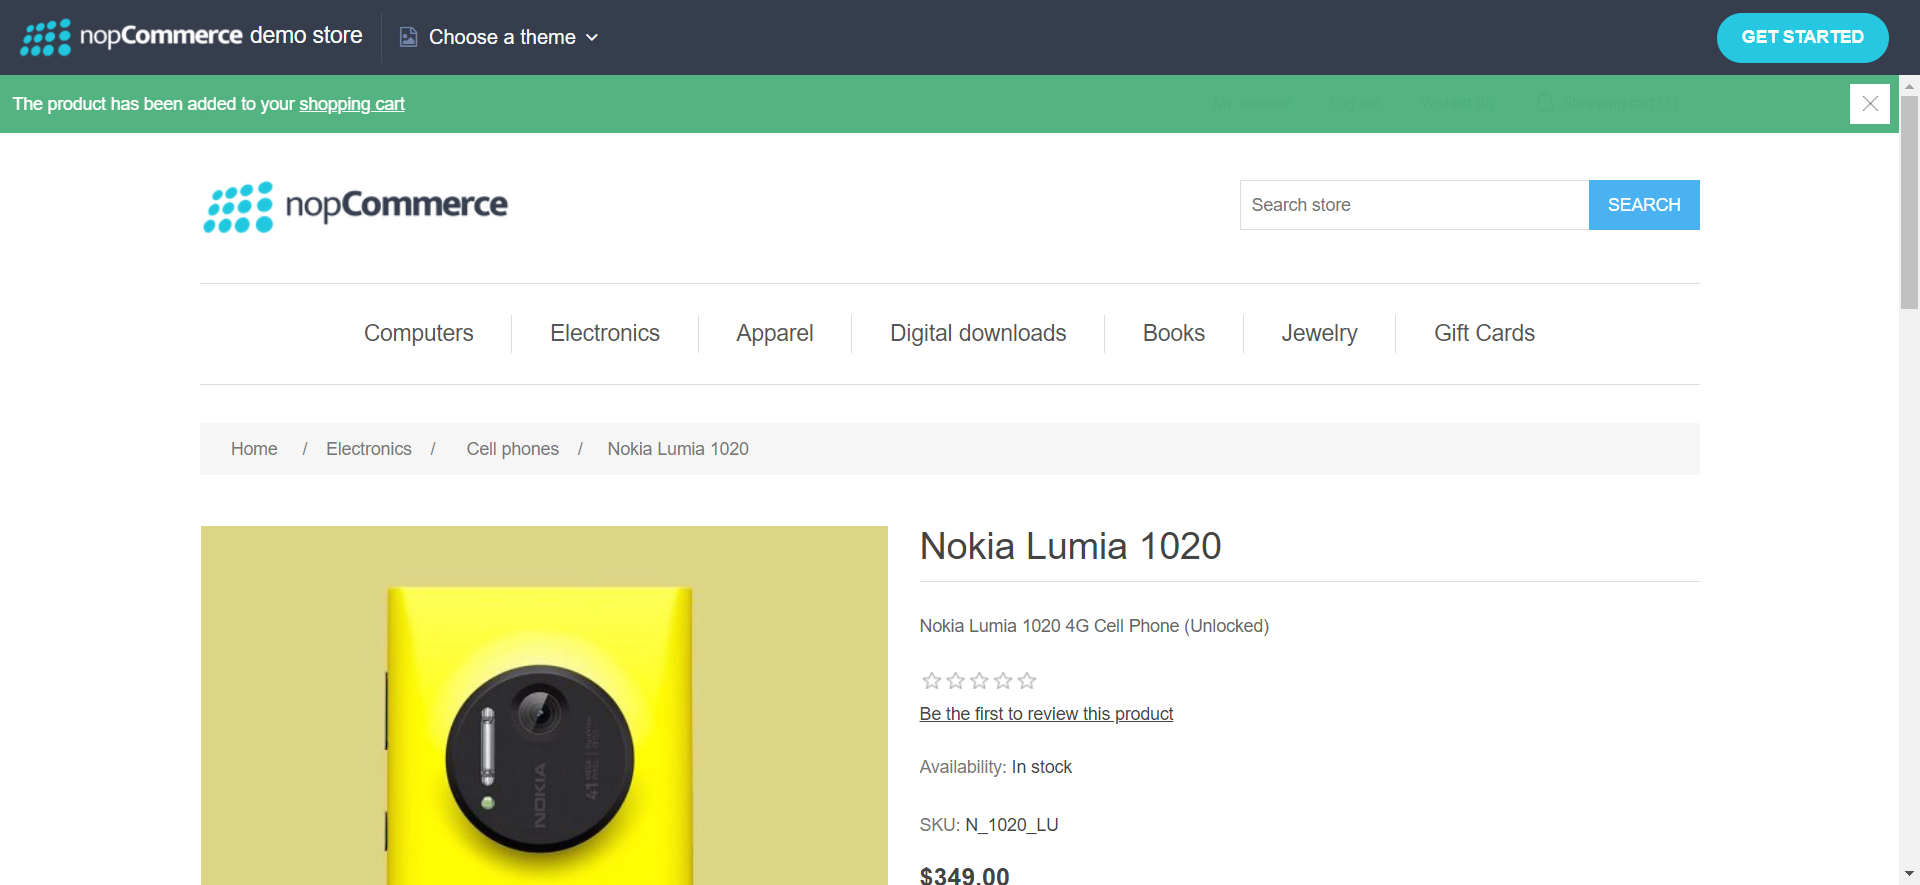 nopCommerce demo store
Choose a theme
GET STARTED
The product has been added to your shopping cart
My account
Log out
Wishlist (0)
Shopping cart (1)
nopCommerce
Search store
SEARCH
Computers
Electronics
Apparel
Digital downloads
Books
Jewelry
Gift Cards
Home / Electronics / Cell phones / Nokia Lumia 1020
Nokia Lumia 1020
Nokia Lumia 1020 4G Cell Phone (Unlocked)
Be the first to review this product
Availability: In stock
SKU: N_1020_LU
$349.00
NOKIA
41